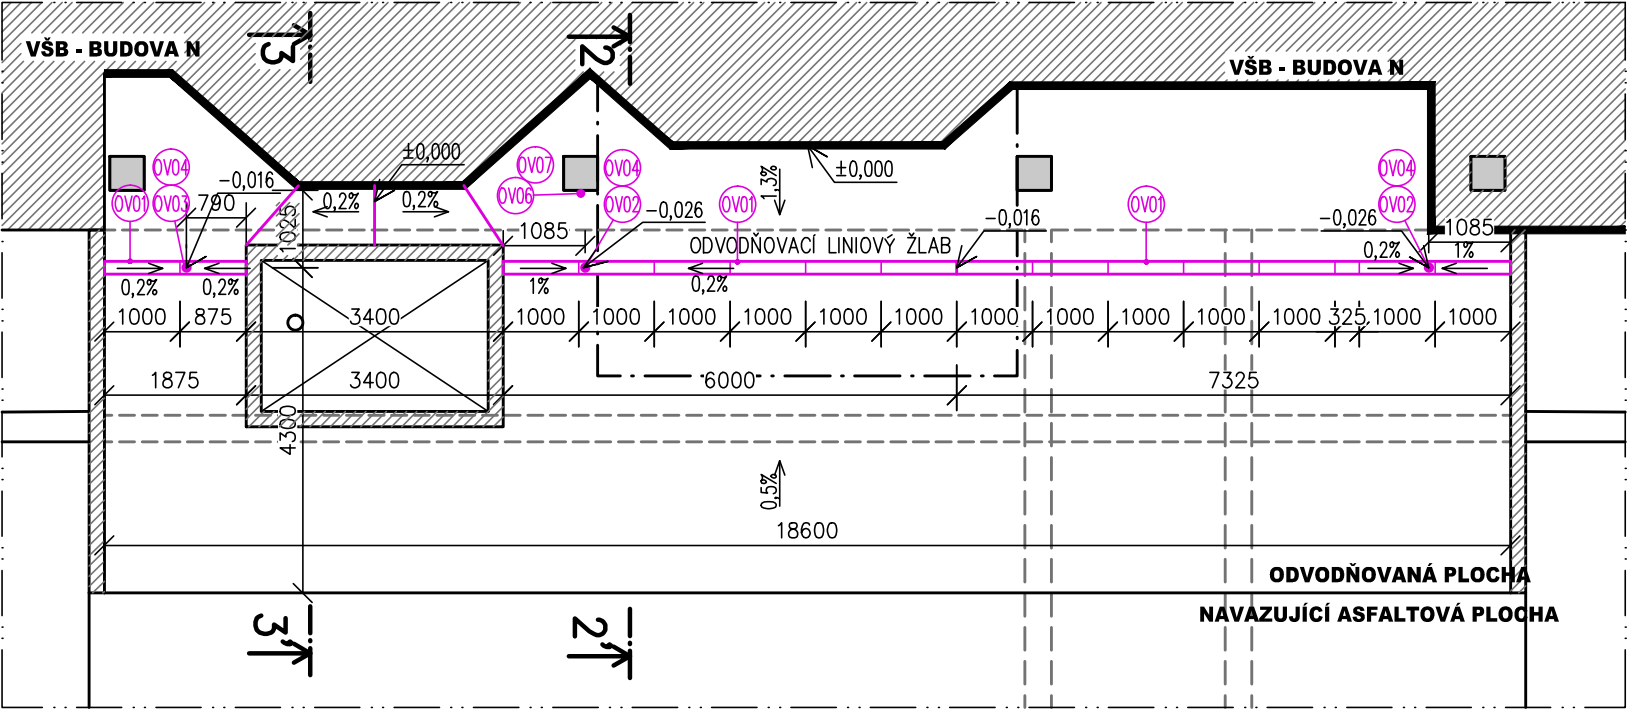 VŠB - BUDOVA N
3
2
VŠB - BUDOVA N
±0,000
±0,000
OV04
OV07
OV04
OV04
-0,016
1,3%
OV01
OV03
790
0,2%
0,2%
OV06
OV02
-0,026
OV01
-0,016
OV01
-0,026
OV02
1025
1085
ODVODŇOVACÍ LINIOVÝ ŽLAB
1085
0,2%
1%
0,2%
0,2%
1%
0,2%
1000
875
3400
1000
1000
1000
1000
1000
1000
1000
1000
1000
1000
1000
325
1000
1000
1875
3400
6000
7325
4300
0,5%
18600
ODVODŇOVANÁ PLOCHA
NAVAZUJÍCÍ ASFALTOVÁ PLOCHA
3'
2'